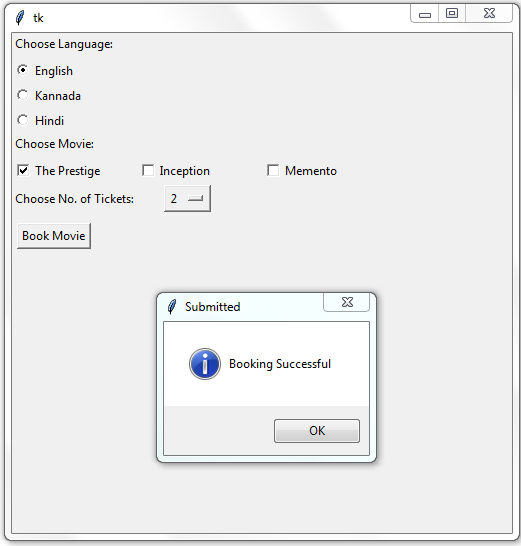 tk
Choose Language:
English
Kannada
Hindi
Choose Movie:
The Prestige Inception Memento
Choose No. of Tickets: 2
Book Movie
Submitted
Booking Successful
OK